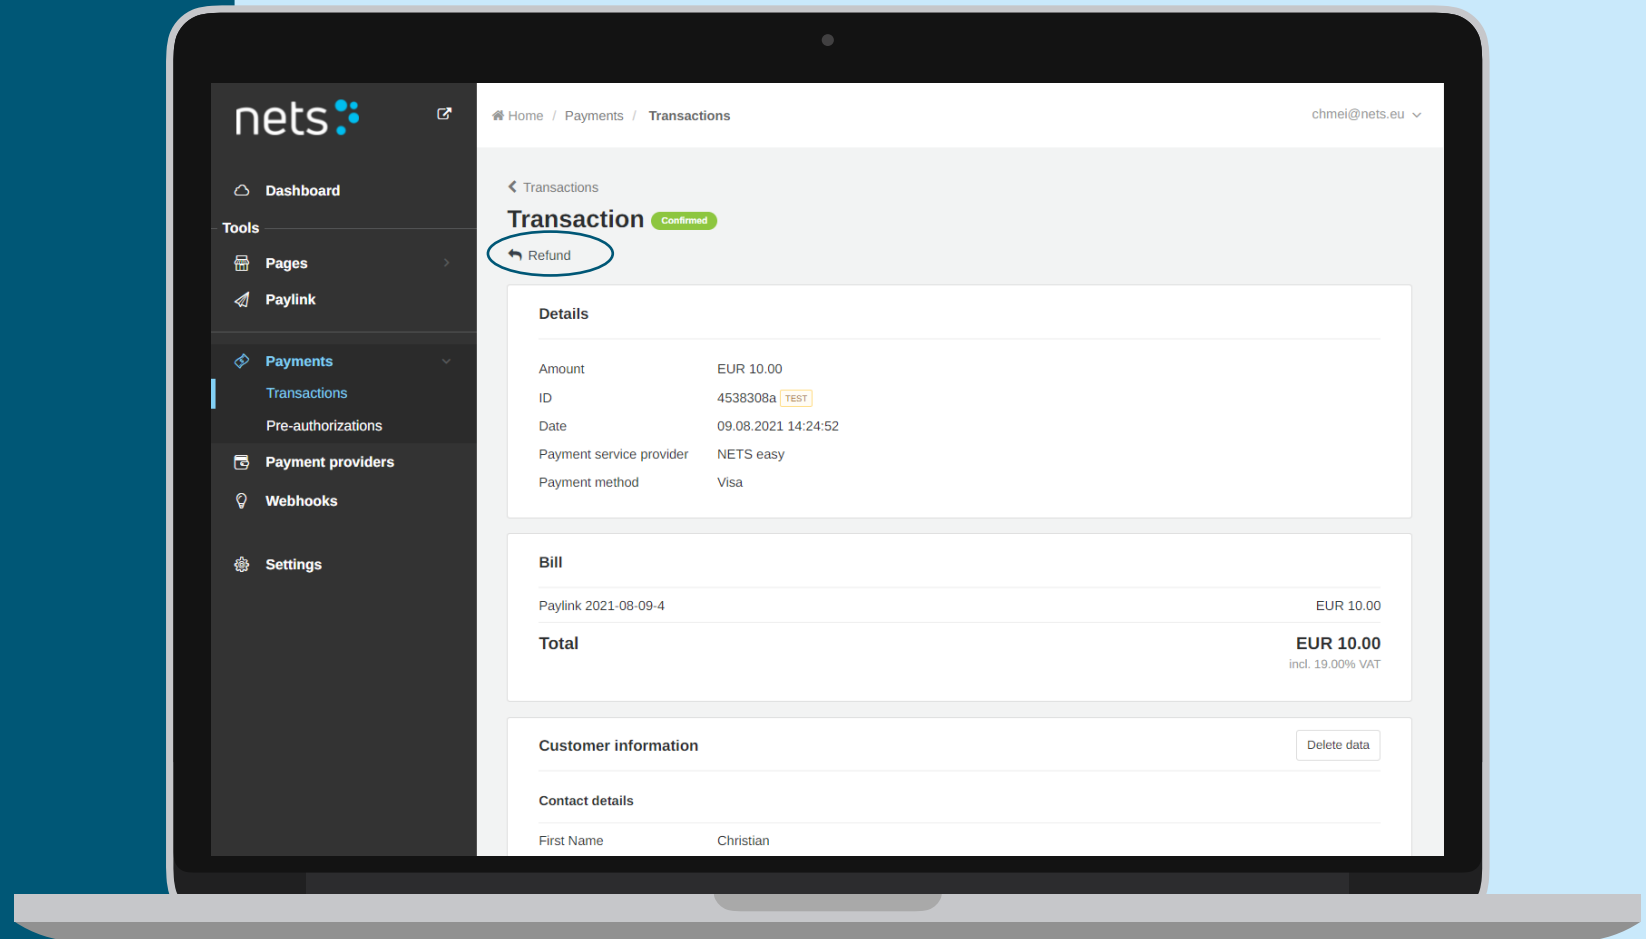 nets
Home / Payments / Transactions
chmei@nets.eu
Dashboard
Tools
Pages
Paylink
Payments
Transactions
Pre-authorizations
Payment providers
Webhooks
Settings
Transactions
Transaction Confirmed
Refund
Details
Amount EUR 10.00
ID 4538308a TEST
Date 09.08.2021 14:24:52
Payment service provider NETS easy
Payment method Visa
Bill
Paylink 2021-08-09-4 EUR 10.00
Total EUR 10.00
incl. 19.00% VAT
Customer information Delete data
Contact details
First Name Christian